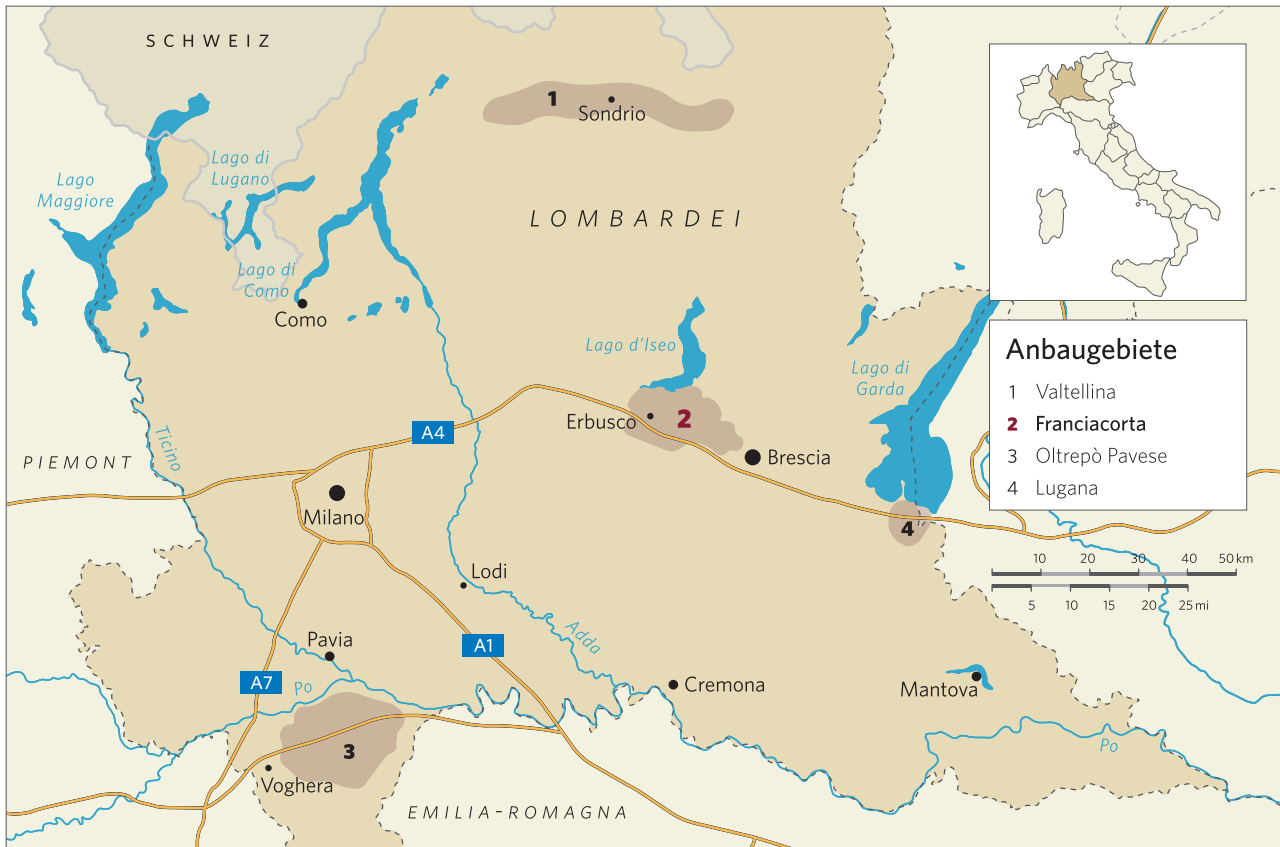 SCHWEIZ
1
Sondrio
Lago di
Lugano
Lago
Maggiore
LOMBARDEI
Lago di
Como
Como
Lago d'Iseo
Lago di
Garda
Anbaugebiete
1 Valtellina
2 Franciacorta
3 Oltrepò Pavese
4 Lugana
Erbusco
2
A4
Ticino
PIEMONT
Brescia
Milano
4
10 20 30 40 50 km
5 10 15 20 25 mi
Lodi
Adda
Pavia
A1
A7
Po
Cremona
Mantova
Po
3
Voghera
EMILIA-ROMAGNA